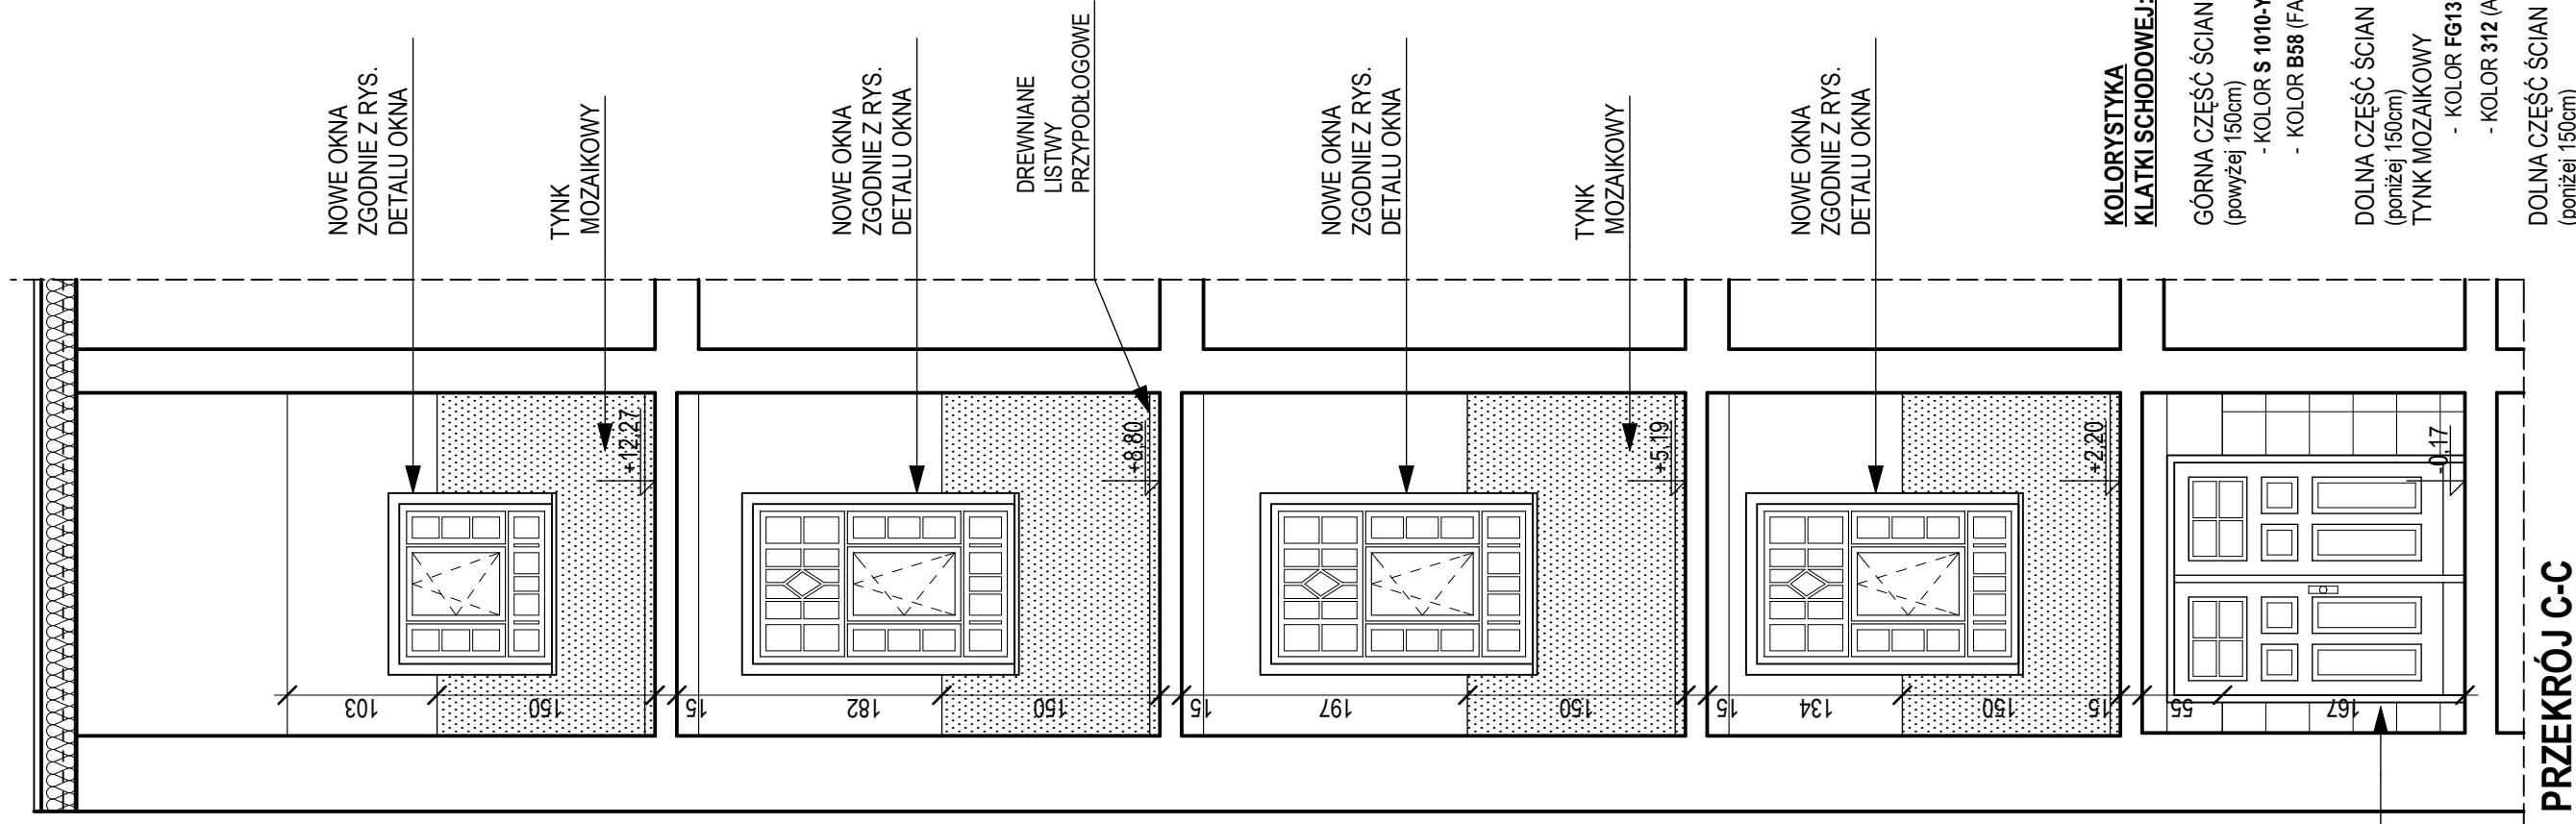 NOWE OKNA
ZGODNIE Z RYS.
DETALU OKNA
TYNK
MOZAIKOWY
NOWE OKNA
ZGODNIE Z RYS.
DETALU OKNA
DREWNIANE
LISTWY
PRZYPODŁOGOWE
NOWE OKNA
ZGODNIE Z RYS.
DETALU OKNA
TYNK
MOZAIKOWY
NOWE OKNA
ZGODNIE Z RYS.
DETALU OKNA
KOLORYSTYKA
KLATKI SCHODOWEJ:
GÓRNA CZĘŚĆ ŚCIAN
(powyżej 150cm)
- KOLOR S 1010-Y
- KOLOR B58 (FA
DOLNA CZĘŚĆ ŚCIAN
(poniżej 150cm)
TYNK MOZAIKOWY
- KOLOR FG13
- KOLOR 312 (A
DOLNA CZĘŚĆ ŚCIAN
(poniżej 150cm)
+12,27
+8,80
+5,19
+2,20
-0,17
103
150
15
182
150
15
197
150
15
134
150
15
55
167
PRZEKRÓJ C-C